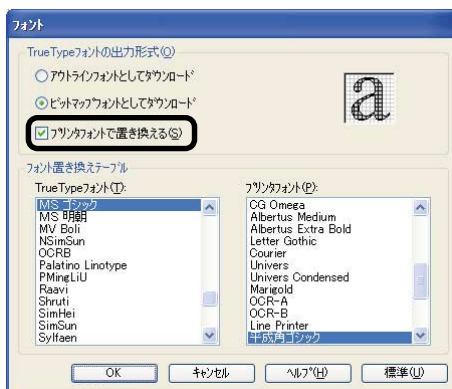 フォント
TrueTypeフォントの出力形式(O)
アウトラインフォントとしてダウンロード
ビットマップフォントとしてダウンロード
a
プリンタフォントで置き換える(S)
フォント置き換えテーブル
TrueTypeフォント(T):
MS ゴシック
MS 明朝
MV Boli
NSimSun
OCRB
Palatino Linotype
PMingLiU
Raavi
Shruti
SimHei
SimSun
Sylfaen
プリンタフォント(P):
CG Omega
Albertus Medium
Albertus Extra Bold
Letter Gothic
Courier
Univers
Univers Condensed
Marigold
OCR-A
OCR-B
Line Printer
平成角ゴシック
OK
キャンセル
ヘルプ(H)
標準(U)